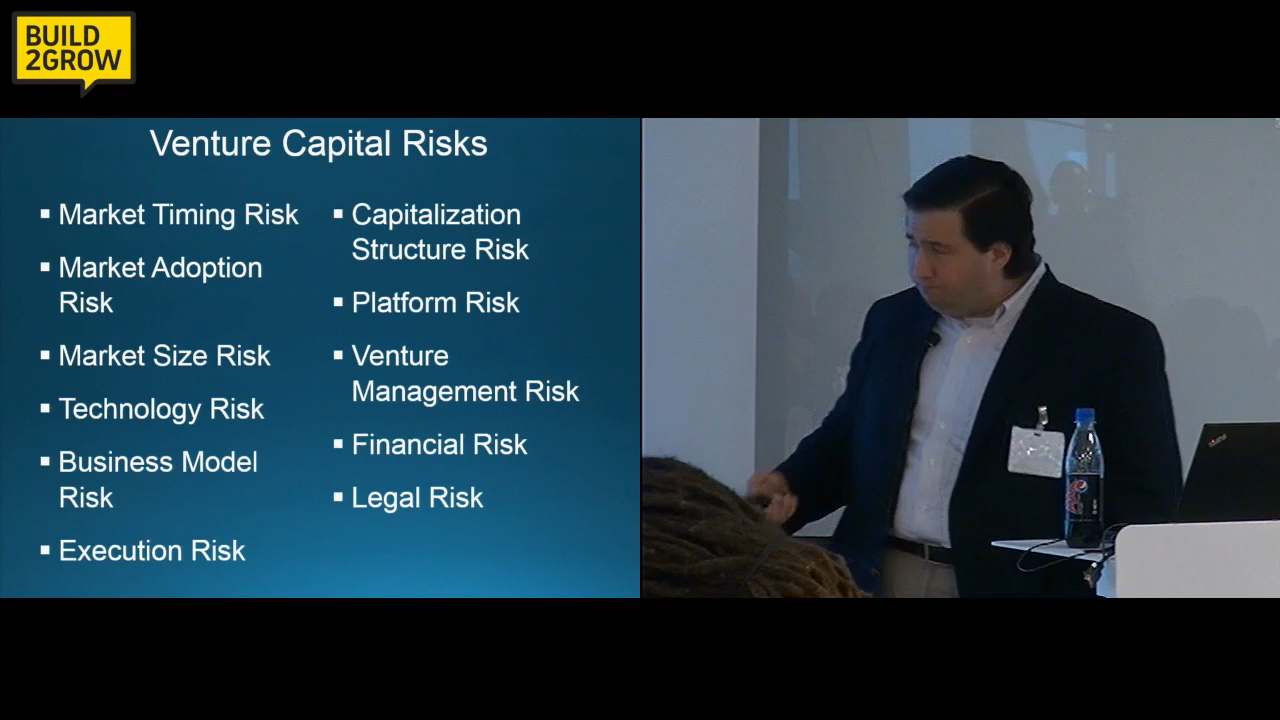 BUILD
2GROW
Venture Capital Risks
Market Timing Risk
Market Adoption
Risk
Market Size Risk
Technology Risk
Business Model
Risk
Execution Risk
Capitalization
Structure Risk
Platform Risk
Venture
Management Risk
Financial Risk
Legal Risk